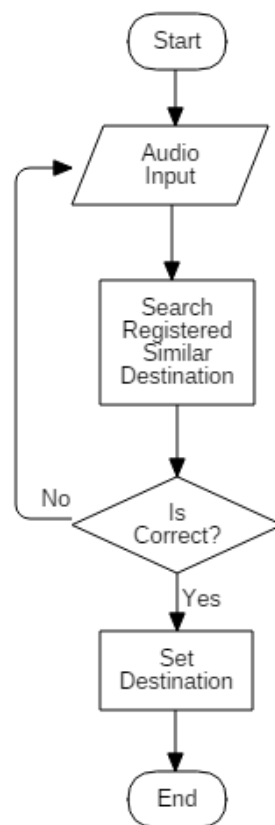 Start
Audio
Input
Search
Registered
Similar
Destination
No
Is
Correct?
Yes
Set
Destination
End